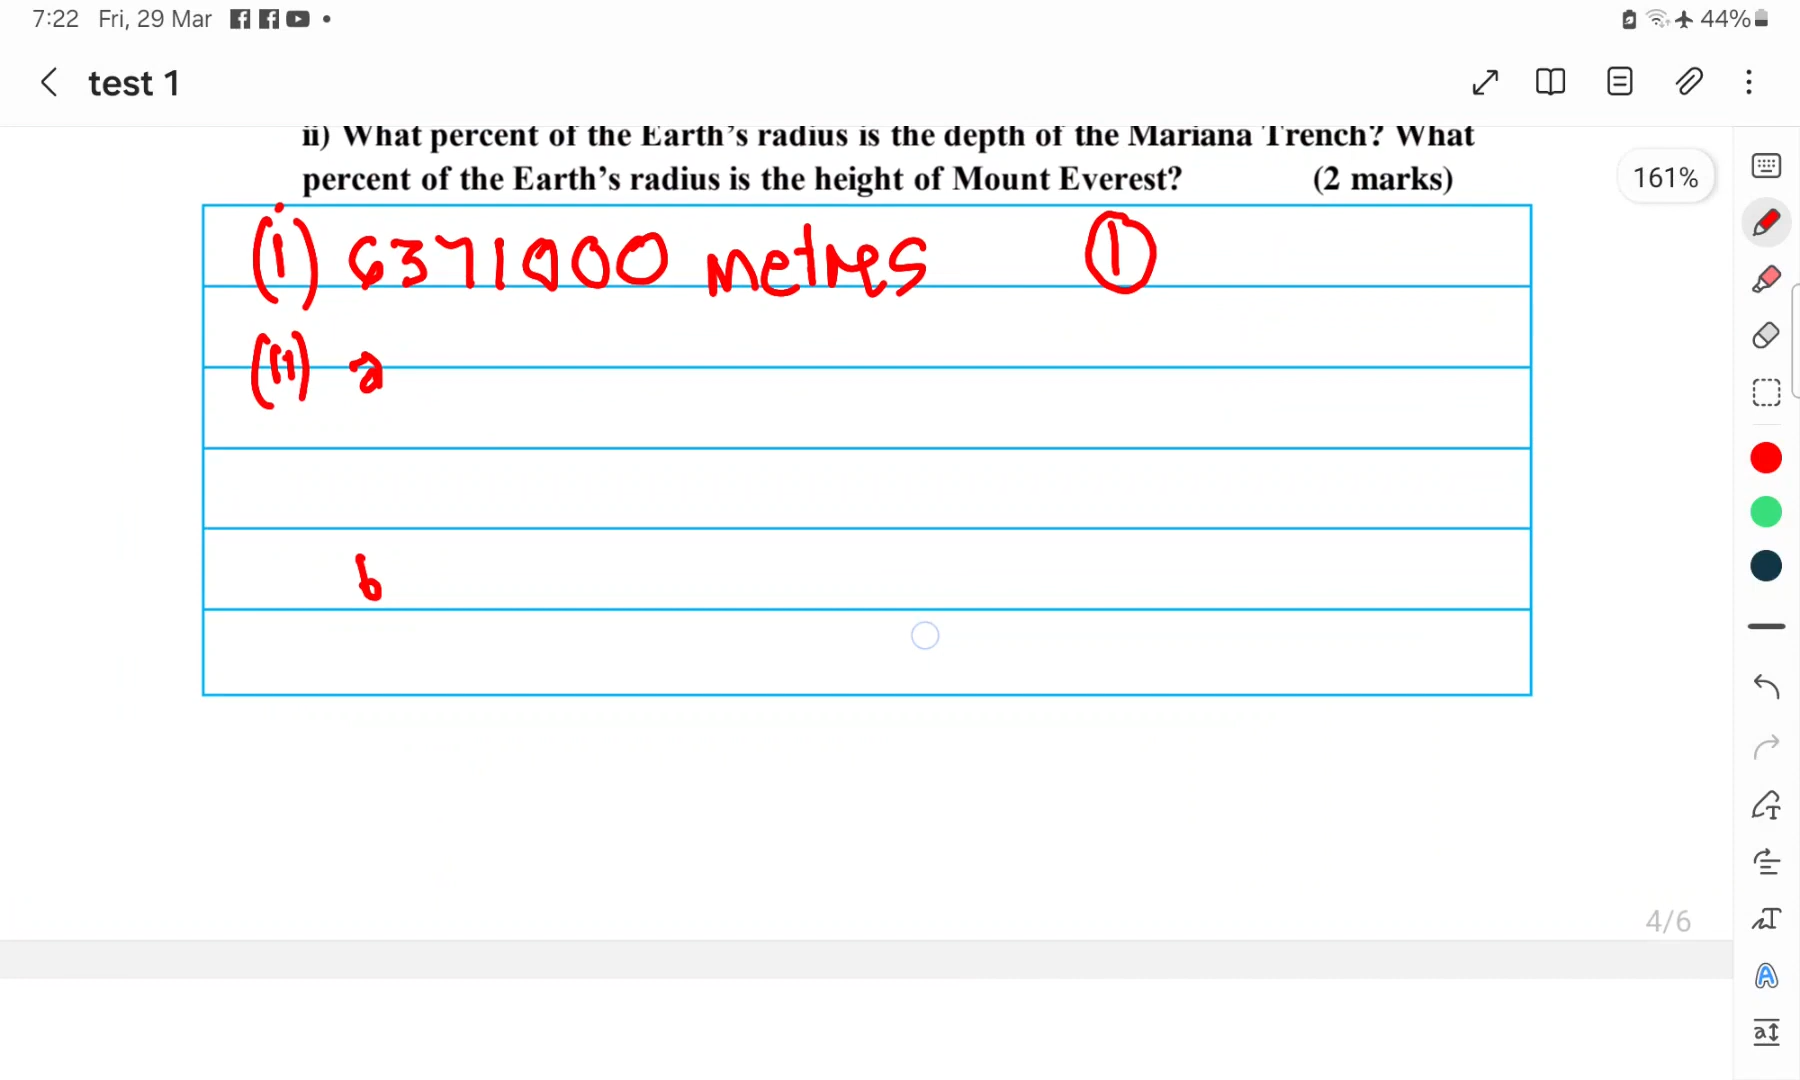 7:22 Fri, 29 Mar
44%
test 1
ii) What percent of the Earth's radius is the depth of the Mariana Trench? What
percent of the Earth's radius is the height of Mount Everest? (2 marks)
161%
(i) 6371000 metres ①
(ii) a
b
4/6